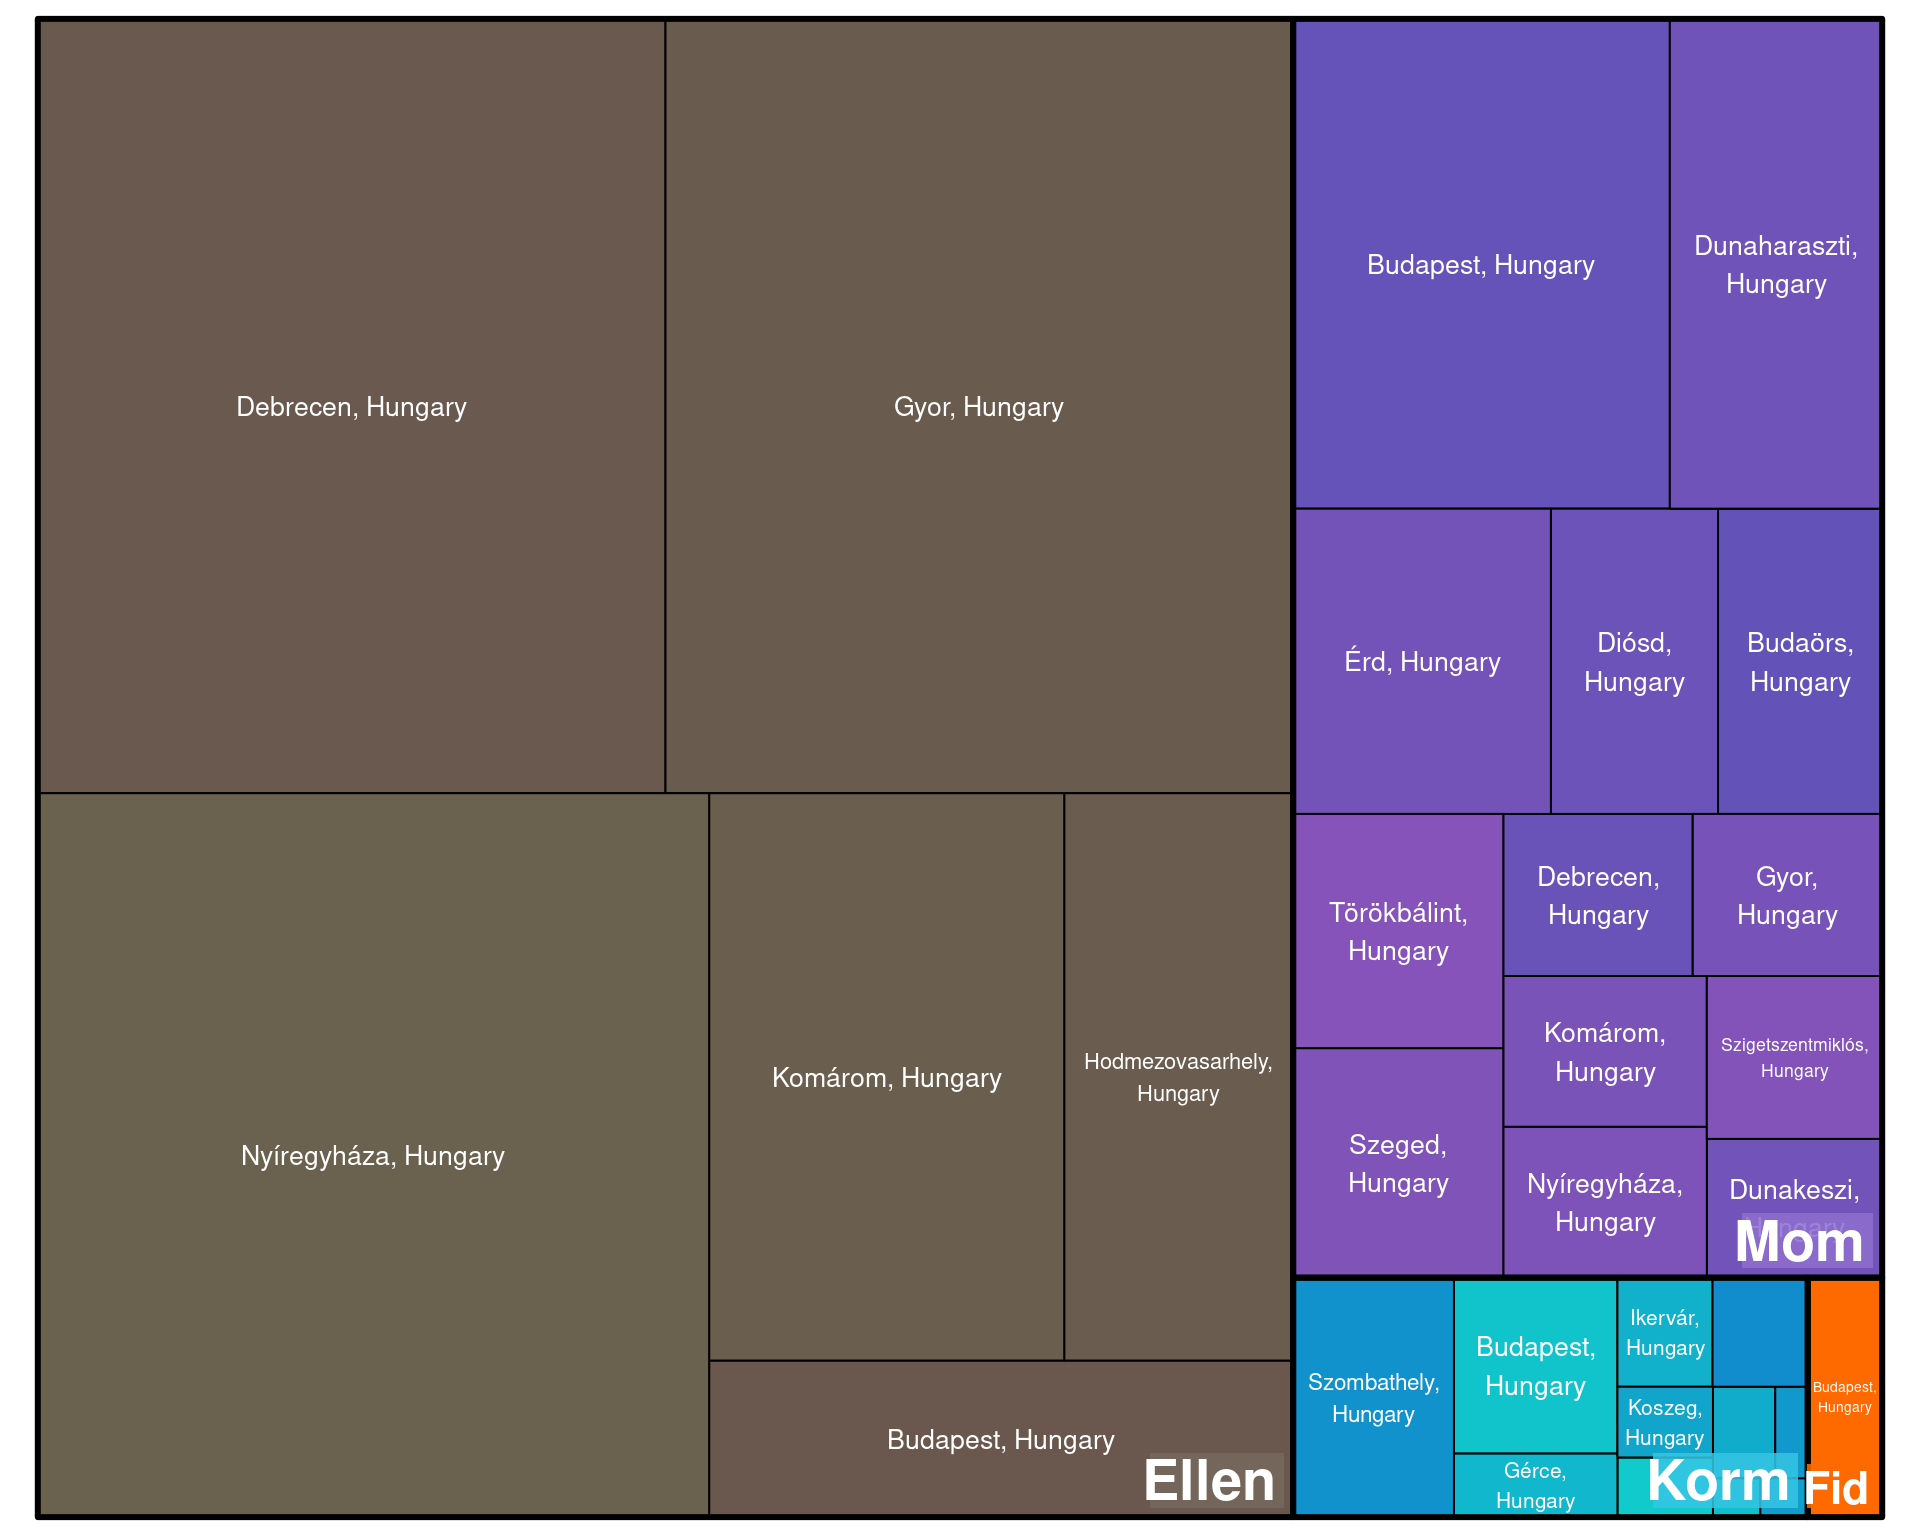 Debrecen, Hungary
Gyor, Hungary
Nyíregyháza, Hungary
Komárom, Hungary
Hodmezovasarhely,
Hungary
Budapest, Hungary
Ellen
Budapest, Hungary
Dunaharaszti,
Hungary
Érd, Hungary
Diósd,
Hungary
Budaörs,
Hungary
Törökbálint,
Hungary
Debrecen,
Hungary
Gyor,
Hungary
Szeged,
Hungary
Komárom,
Hungary
Szigetszentmiklós,
Hungary
Nyíregyháza,
Hungary
Dunakeszi,
Hungary
Mom
Szombathely,
Hungary
Budapest,
Hungary
Gérce,
Hungary
Ikervár,
Hungary
Koszeg,
Hungary
Korm
Budapest,
Hungary
Fid